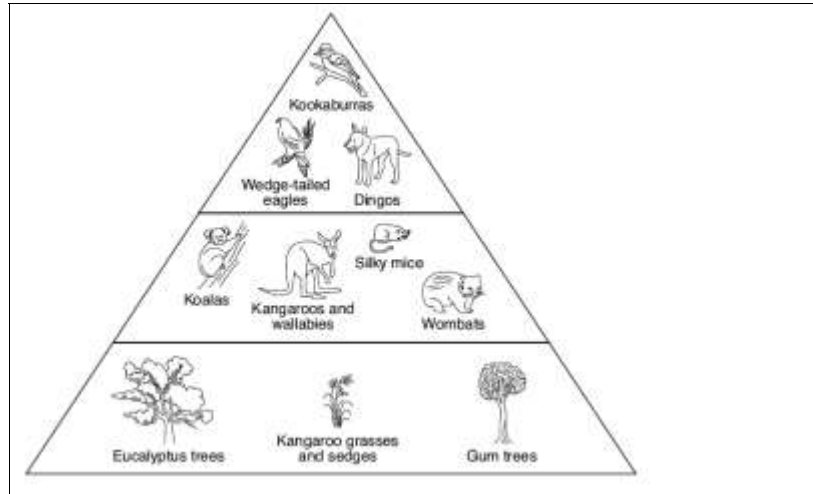 Kookaburras
Wedge-tailed
eagles
Dingos
Koalas
Kangaroos and
wallabies
Silky mice
Wombats
Eucalyptus trees
Kangaroo grasses
and sedges
Gum trees